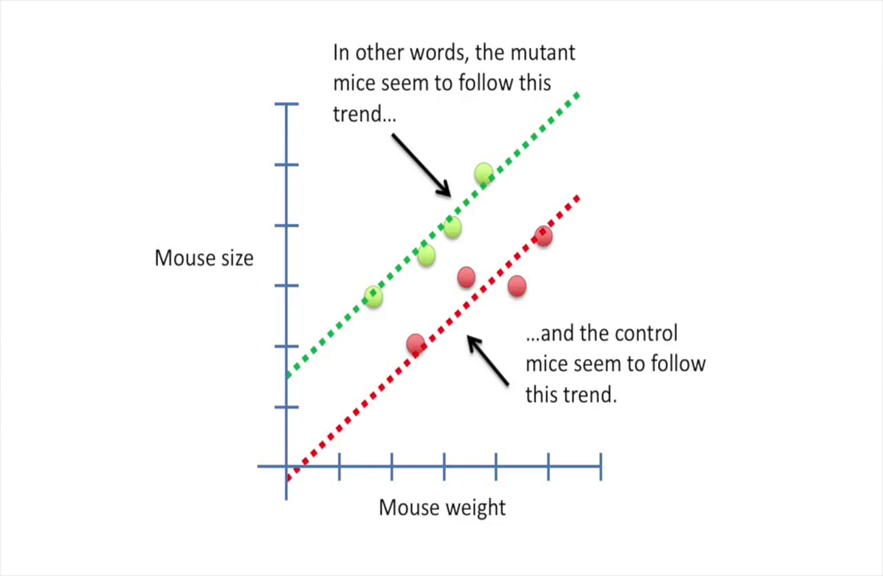 In other words, the mutant
mice seem to follow this
trend...
Mouse size
...and the control
mice seem to follow
this trend.
Mouse weight